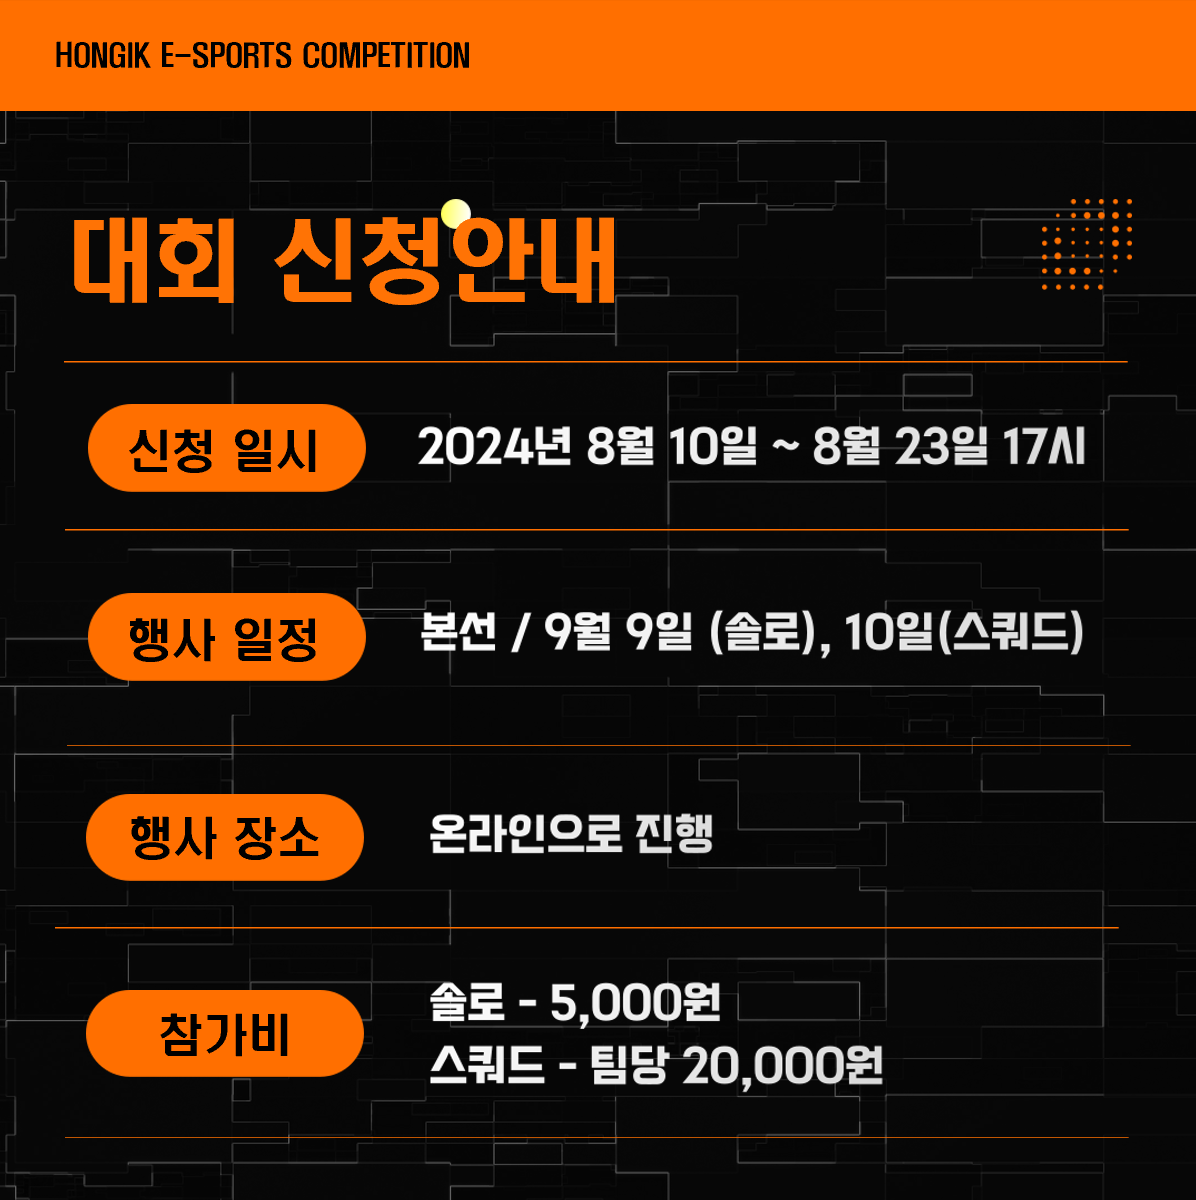 HONGIK E-SPORTS COMPETITION
대회 신청안내
신청 일시
2024년 8월 10일 ~ 8월 23일 17시
행사 일정
본선 / 9월 9일 (솔로), 10일(스쿼드)
행사 장소
온라인으로 진행
참가비
솔로 - 5,000원
스쿼드 - 팀당 20,000원